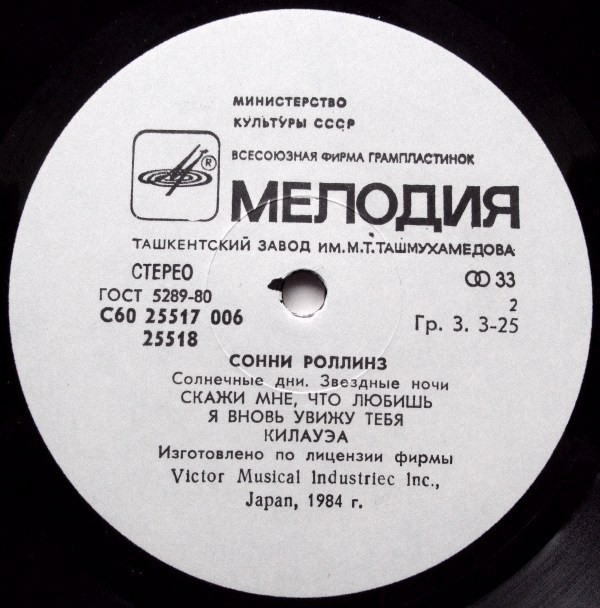 МИНИСТЕРСТВО
КУЛЬТУРЫ СССР
ВСЕСОЮЗНАЯ ФИРМА ГРАМПЛАСТИНОК
®
МЕЛОДИЯ
ТАШКЕНТСКИЙ ЗАВОД ИМ. М.Т.ТАШМУХАМЕДОВА
СТЕРЕО
33
ГОСТ 5289-80
2
С60 25517 006
Гр. 3. 3-25
25518
СОННИ РОЛЛИНЗ
Солнечные дни. Звездные ночи
СКАЖИ МНЕ, ЧТО ЛЮБИШЬ
Я ВНОВЬ УВИЖУ ТЕБЯ
КИЛАУЭА
Изготовлено по лицензии фирмы
Victor Musical Industriec Inc.,
Japan, 1984 г.